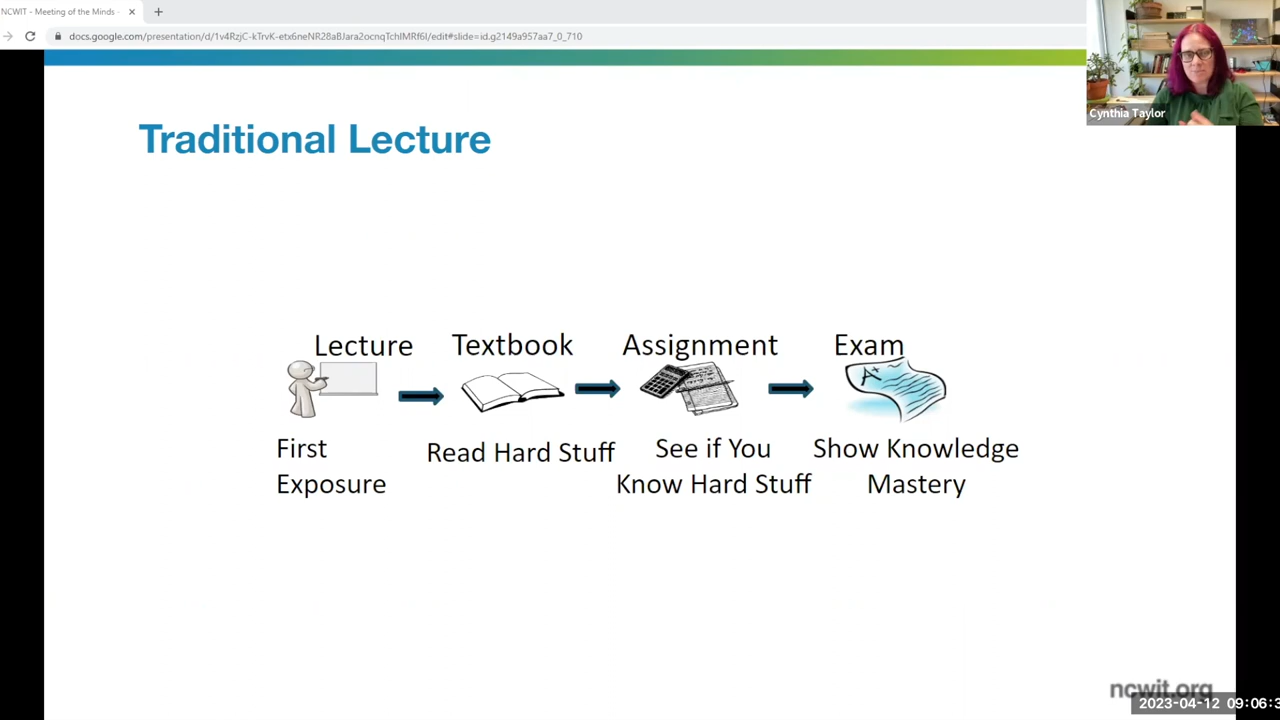 NCWIT - Meeting of the Minds -
docs.google.com/presentation/d/1v4RzjC-kTrvK-etx6neNR28aBJara2ocnqTchIMRf6I/edit#slide=id.g2149a957aa7_0_710
Cynthia Taylor
Traditional Lecture
Lecture
Textbook
Assignment
Exam
A+
First
Exposure
Read Hard Stuff
See if You
Know Hard Stuff
Show Knowledge
Mastery
ncwit.org
2023-04-12 09:06:3